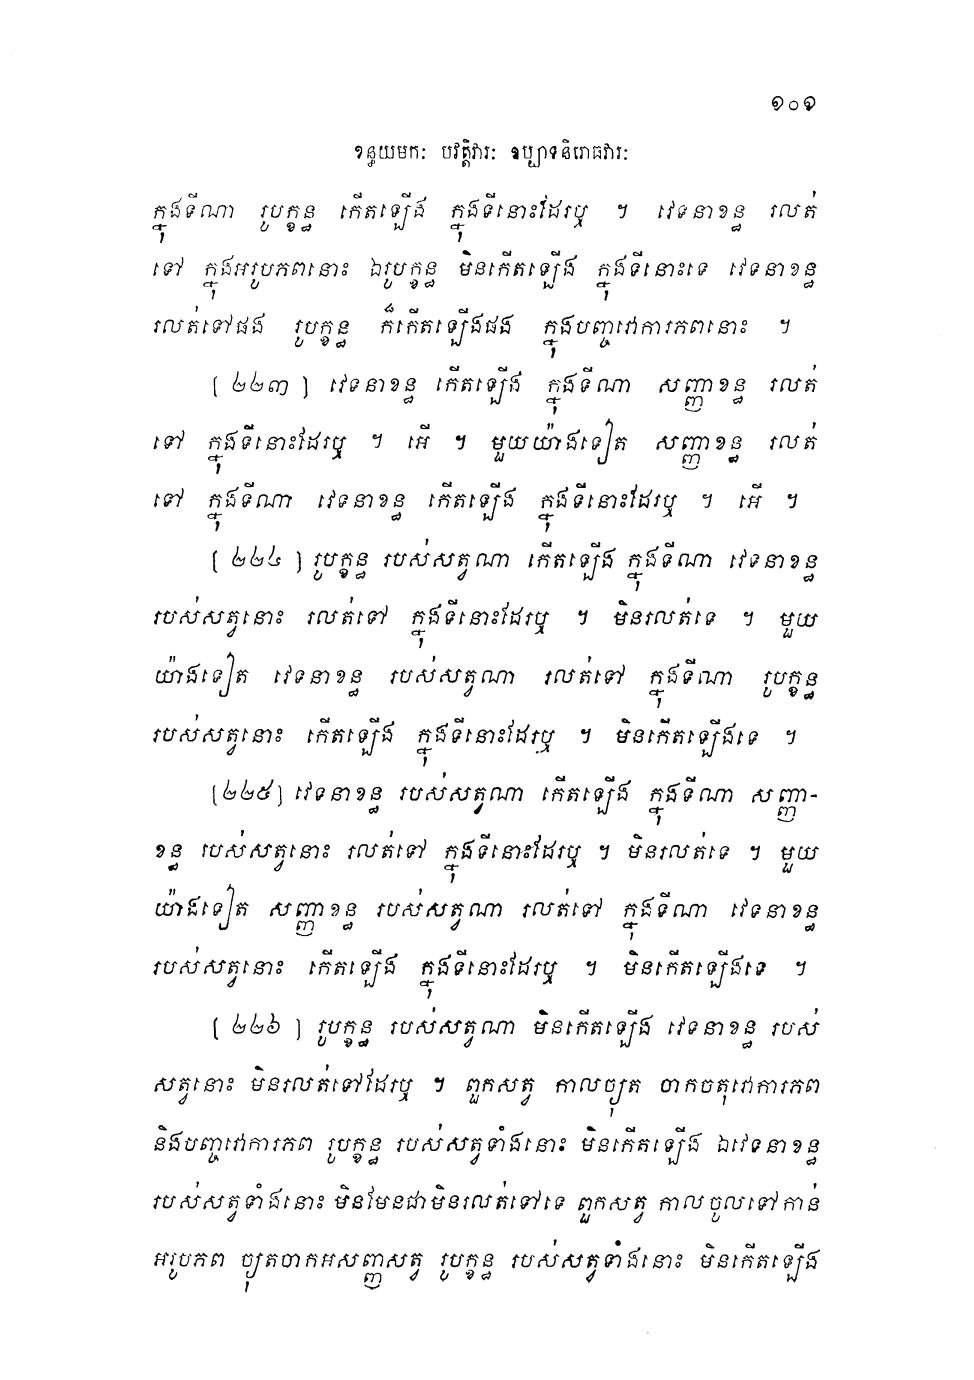 ១០១
ខន្ធយមកៈ បវត្តិវារៈ ឧប្បាទនិរោធវារៈ
ក្នុងទីណា រូបក្ខន្ធ កើតឡើង ក្នុងទីនោះដែរឬ ។ វេទនាខន្ធ រលត់
ទៅ ក្នុងអរូបភពនោះ ឯរូបក្ខន្ធ មិនកើតឡើង ក្នុងទីនោះទេ វេទនាខន្ធ
រលត់ទៅផង រូបក្ខន្ធ ក៏កើតឡើងផង ក្នុងបញ្ចវោការភពនោះ ។
[ ២២៣ ] វេទនាខន្ធ កើតឡើង ក្នុងទីណា សញ្ញាខន្ធ រលត់
ទៅ ក្នុងទីនោះដែរឬ ។ អើ ។ មួយយ៉ាងទៀត សញ្ញាខន្ធ រលត់
ទៅ ក្នុងទីណា វេទនាខន្ធ កើតឡើង ក្នុងទីនោះដែរឬ ។ អើ ។
[ ២២៤ ] រូបក្ខន្ធ របស់សត្វណា កើតឡើង ក្នុងទីណា វេទនាខន្ធ
របស់សត្វនោះ រលត់ទៅ ក្នុងទីនោះដែរឬ ។ មិនរលត់ទេ ។ មួយ
យ៉ាងទៀត វេទនាខន្ធ របស់សត្វណា រលត់ទៅ ក្នុងទីណា រូបក្ខន្ធ
របស់សត្វនោះ កើតឡើង ក្នុងទីនោះដែរឬ ។ មិនកើតឡើងទេ ។
[២២៥] វេទនាខន្ធ របស់សត្វណា កើតឡើង ក្នុងទីណា សញ្ញា-
ខន្ធ របស់សត្វនោះ រលត់ទៅ ក្នុងទីនោះដែរឬ ។ មិនរលត់ទេ ។ មួយ
យ៉ាងទៀត សញ្ញាខន្ធ របស់សត្វណា រលត់ទៅ ក្នុងទីណា វេទនាខន្ធ
របស់សត្វនោះ កើតឡើង ក្នុងទីនោះដែរឬ ។ មិនកើតឡើងទេ ។
[ ២២៦ ] រូបក្ខន្ធ របស់សត្វណា មិនកើតឡើង វេទនាខន្ធ របស់
សត្វនោះ មិនរលត់ទៅដែរឬ ។ ពួកសត្វ កាលច្យុត ចាកចតុវោការភព
និងបញ្ចវោការភព រូបក្ខន្ធ របស់សត្វទាំងនោះ មិនកើតឡើង ឯវេទនាខន្ធ
របស់សត្វទាំងនោះ មិនមែនជាមិនរលត់ទៅទេ ពួកសត្វ កាលចូលទៅកាន់
អរូបភព ច្យុតចាកអសញ្ញសត្វ រូបក្ខន្ធ របស់សត្វទាំងនោះ មិនកើតឡើង